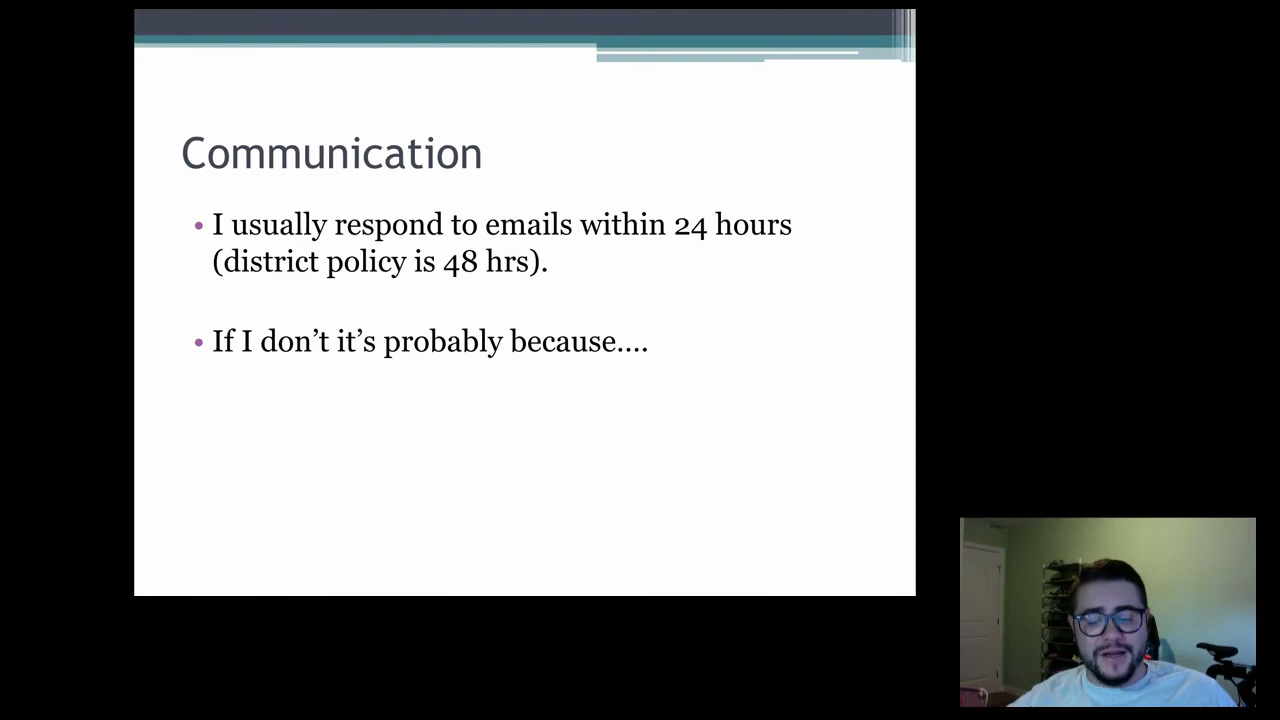 Communication
• I usually respond to emails within 24 hours
(district policy is 48 hrs).
• If I don’t it’s probably because….